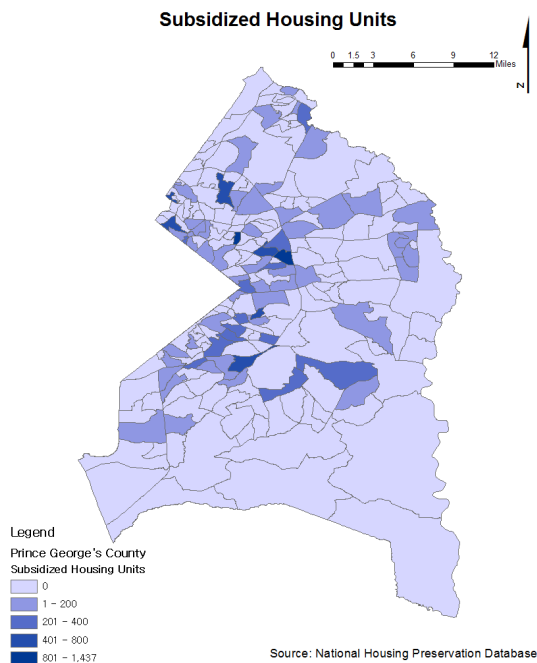 Subsidized Housing Units
0 1.5 3 6 9 12
Miles
N
Legend
Prince George's County
Subsidized Housing Units
0
1 - 200
201 - 400
401 - 800
801 - 1,437
Source: National Housing Preservation Database